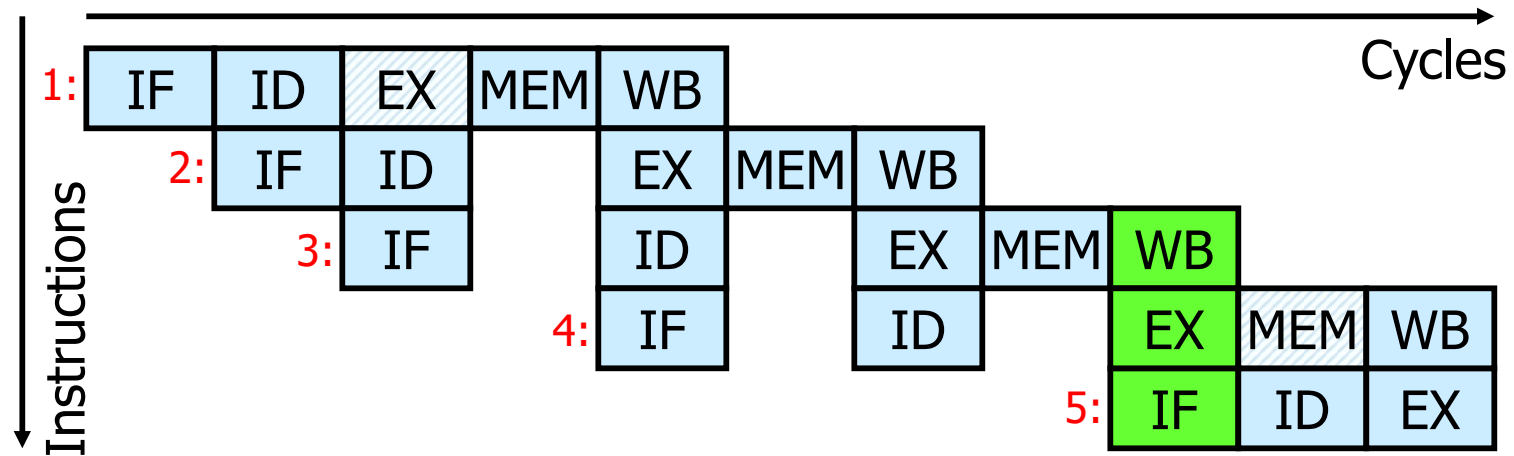 Cycles
Instructions
1: IF ID EX MEM WB
2: IF ID EX MEM WB
3: IF ID EX MEM WB
4: IF ID EX MEM WB
5: IF ID EX